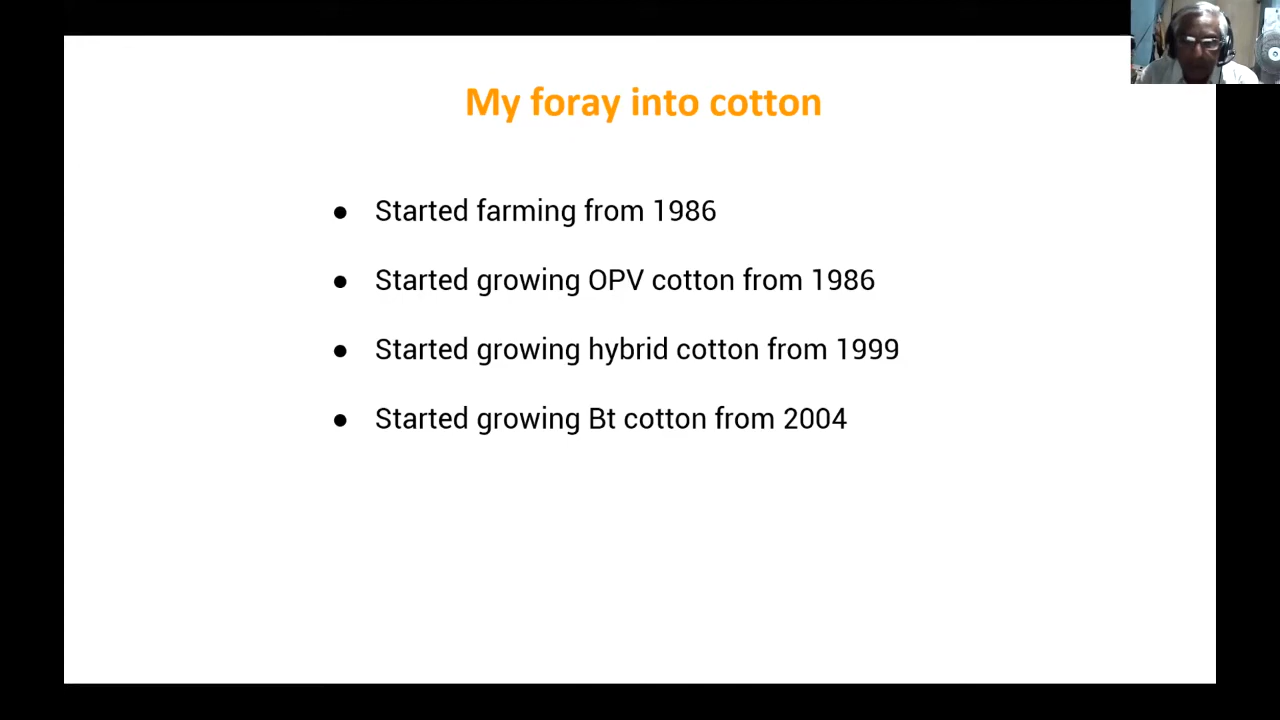 My foray into cotton
● Started farming from 1986
● Started growing OPV cotton from 1986
● Started growing hybrid cotton from 1999
● Started growing Bt cotton from 2004